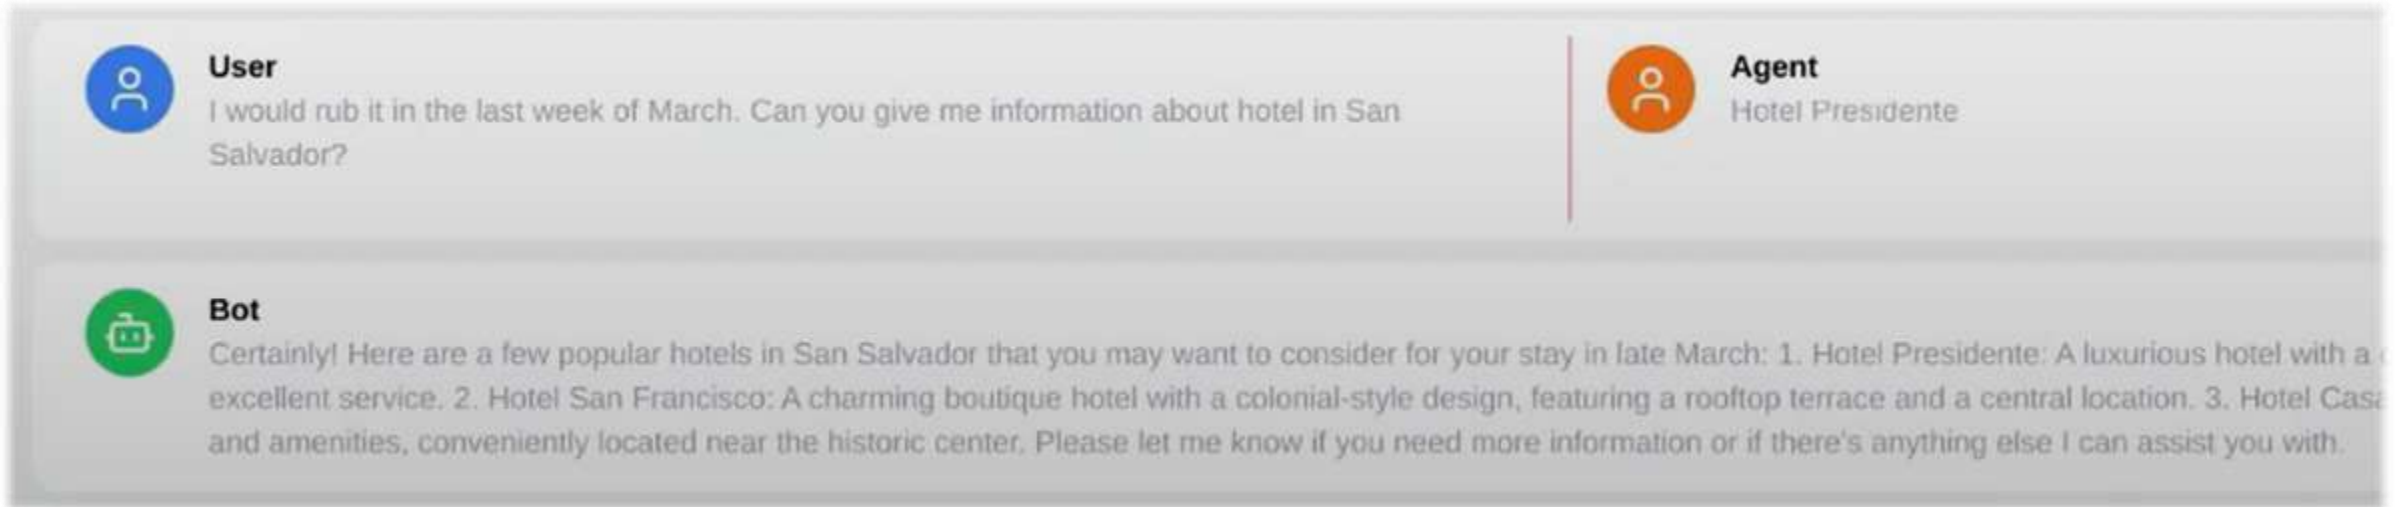 User
I would rub it in the last week of March. Can you give me information about hotel in San
Salvador?
Agent
Hotel Presidente
Bot
Certainly! Here are a few popular hotels in San Salvador that you may want to consider for your stay in late March: 1. Hotel Presidente: A luxurious hotel with a
excellent service. 2. Hotel San Francisco: A charming boutique hotel with a colonial-style design, featuring a rooftop terrace and a central location. 3. Hotel Casa
and amenities, conveniently located near the historic center. Please let me know if you need more information or if there's anything else I can assist you with.